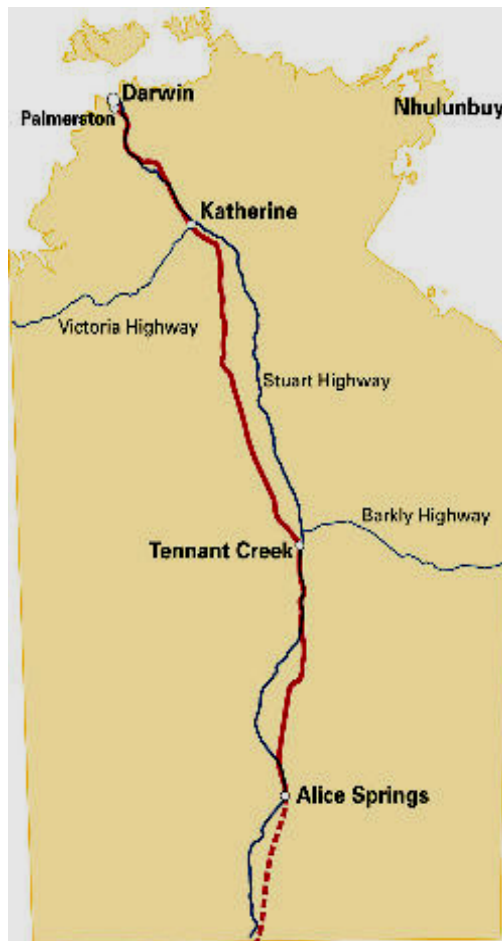 Darwin
Palmerston
Nhulunbuy
Katherine
Victoria Highway
Stuart Highway
Barkly Highway
Tennant Creek
Alice Springs